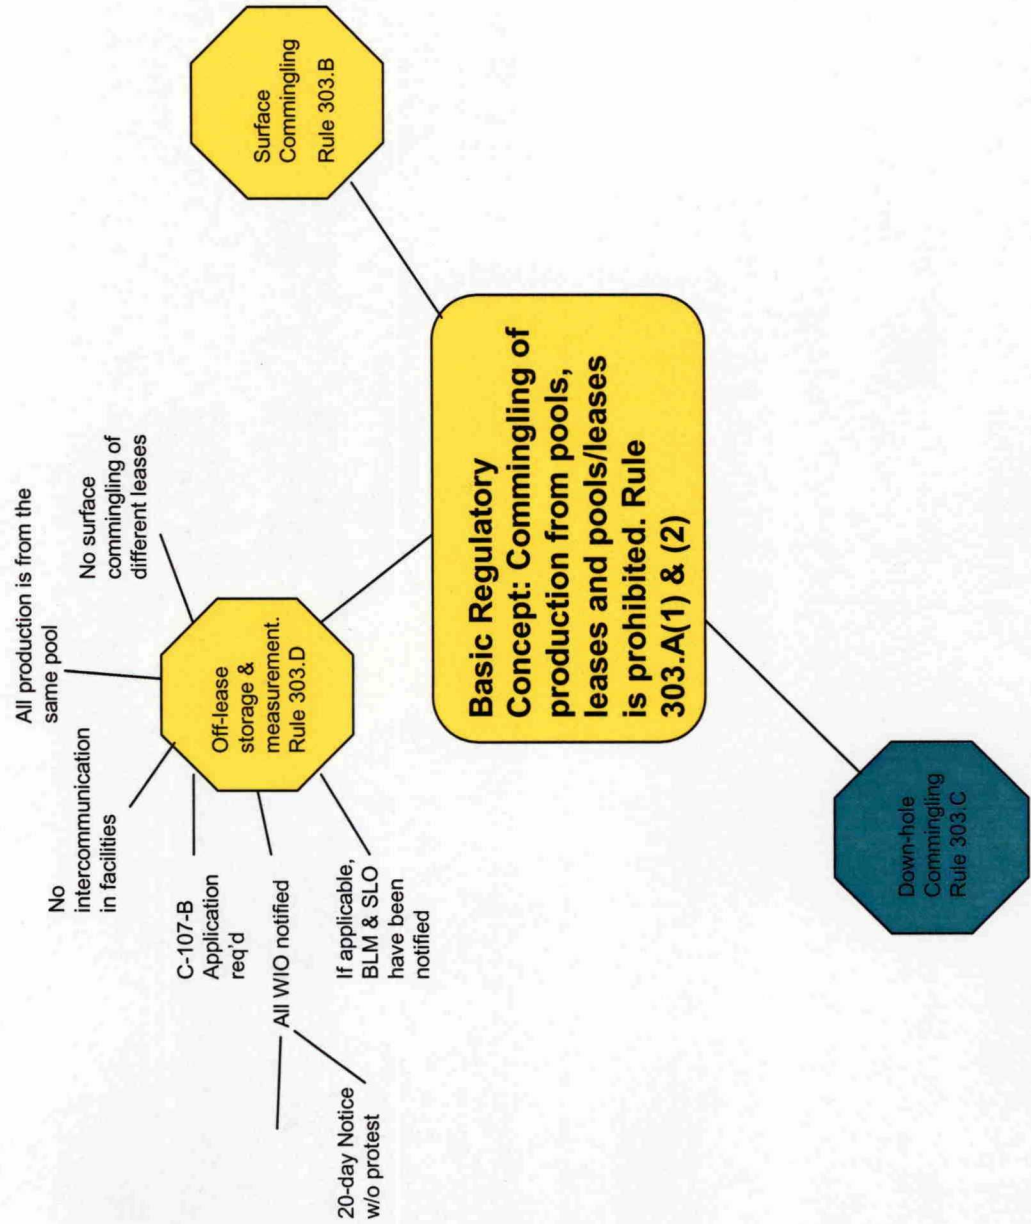 All production is from the
same pool
No surface
commingling of
different leases
No
intercommunication
in facilities
C-107-B
Application
req'd
All WIO notified
20-day Notice
w/o protest
If applicable,
BLM & SLO
have been
notified
Off-lease
storage &
measurement.
Rule 303.D
Surface
Commingling
Rule 303.B
Basic Regulatory
Concept: Commingling of
production from pools,
leases and pools/leases
is prohibited. Rule
303.A(1) & (2)
Down-hole
Commingling
Rule 303.C